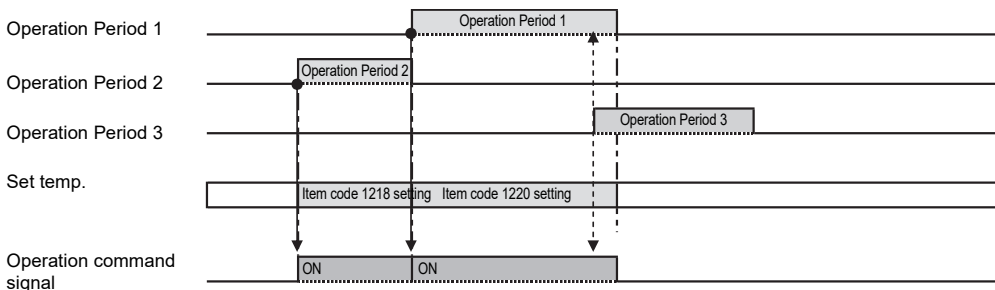 Operation Period 1
Operation Period 1
Operation Period 2
Operation Period 2
Operation Period 3
Operation Period 3
Set temp.
Item code 1218 setting Item code 1220 setting
Operation command
signal
ON ON